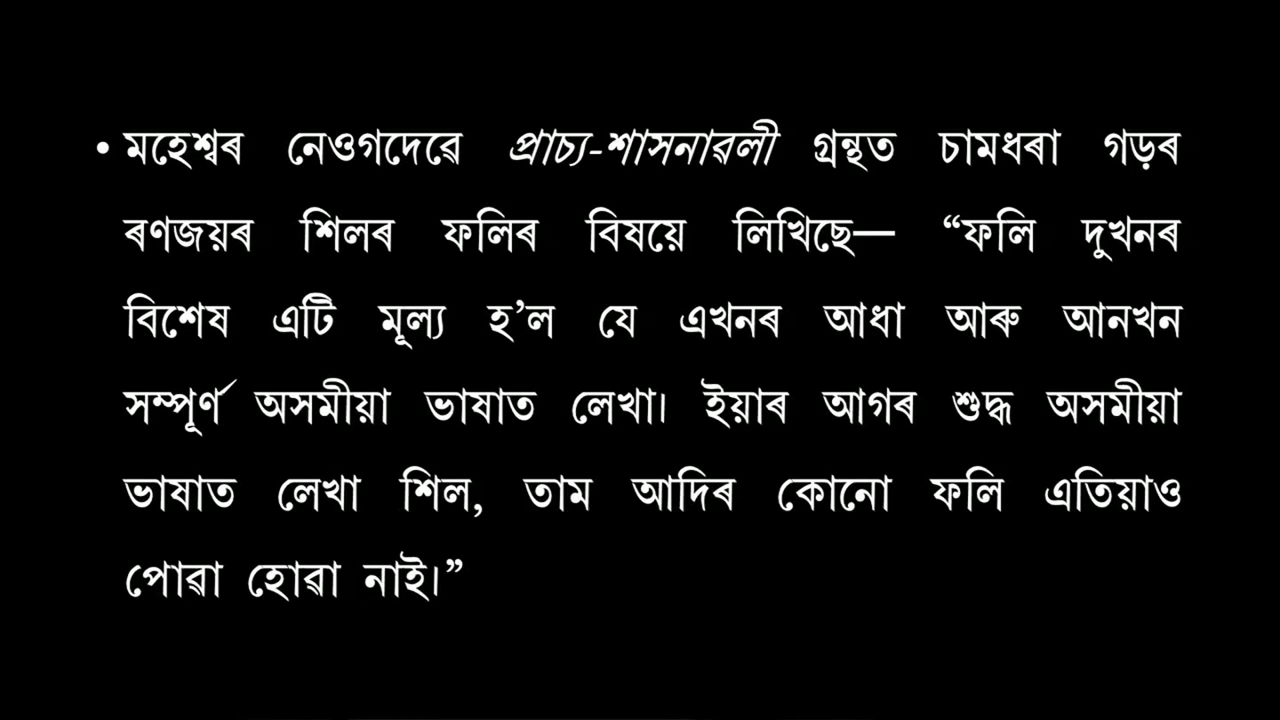 • মহেশ্বৰ নেওগদেৱে প্ৰাচ্য-শাসনাৱলী গ্ৰন্থত চামধৰা গড়ৰ
ৰণজয়ৰ শিলৰ ফলিৰ বিষয়ে লিখিছে— “ফলি দুখনৰ
বিশেষ এটি মূল্য হ’ল যে এখনৰ আধা আৰু আনখন
সম্পূৰ্ণ অসমীয়া ভাষাত লেখা। ইয়াৰ আগৰ শুদ্ধ অসমীয়া
ভাষাত লেখা শিল, তাম আদিৰ কোনো ফলি এতিয়াও
পোৱা হোৱা নাই।”